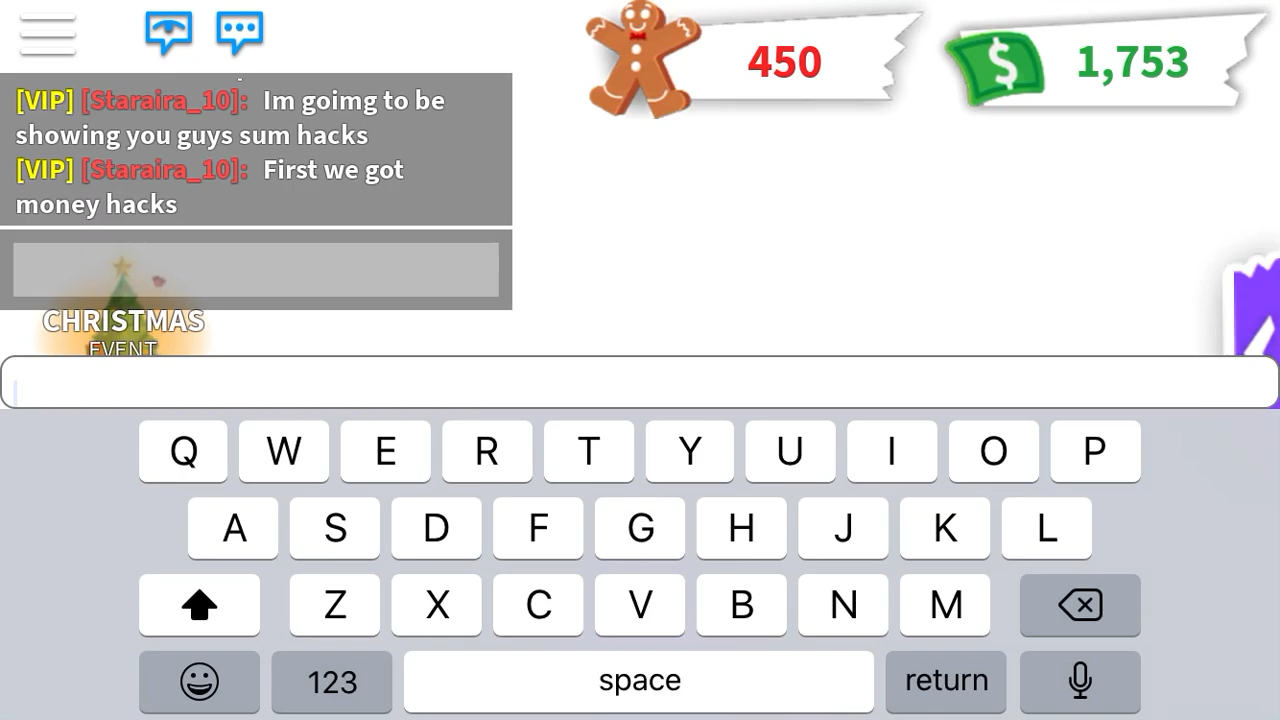 450
$ 1,753
[VIP] [Staraira_10]: Im goimg to be
showing you guys sum hacks
[VIP] [Staraira_10]: First we got
money hacks
CHRISTMAS
EVENT
Q W E R T Y U I O P
A S D F G H J K L
Z X C V B N M
123 space return